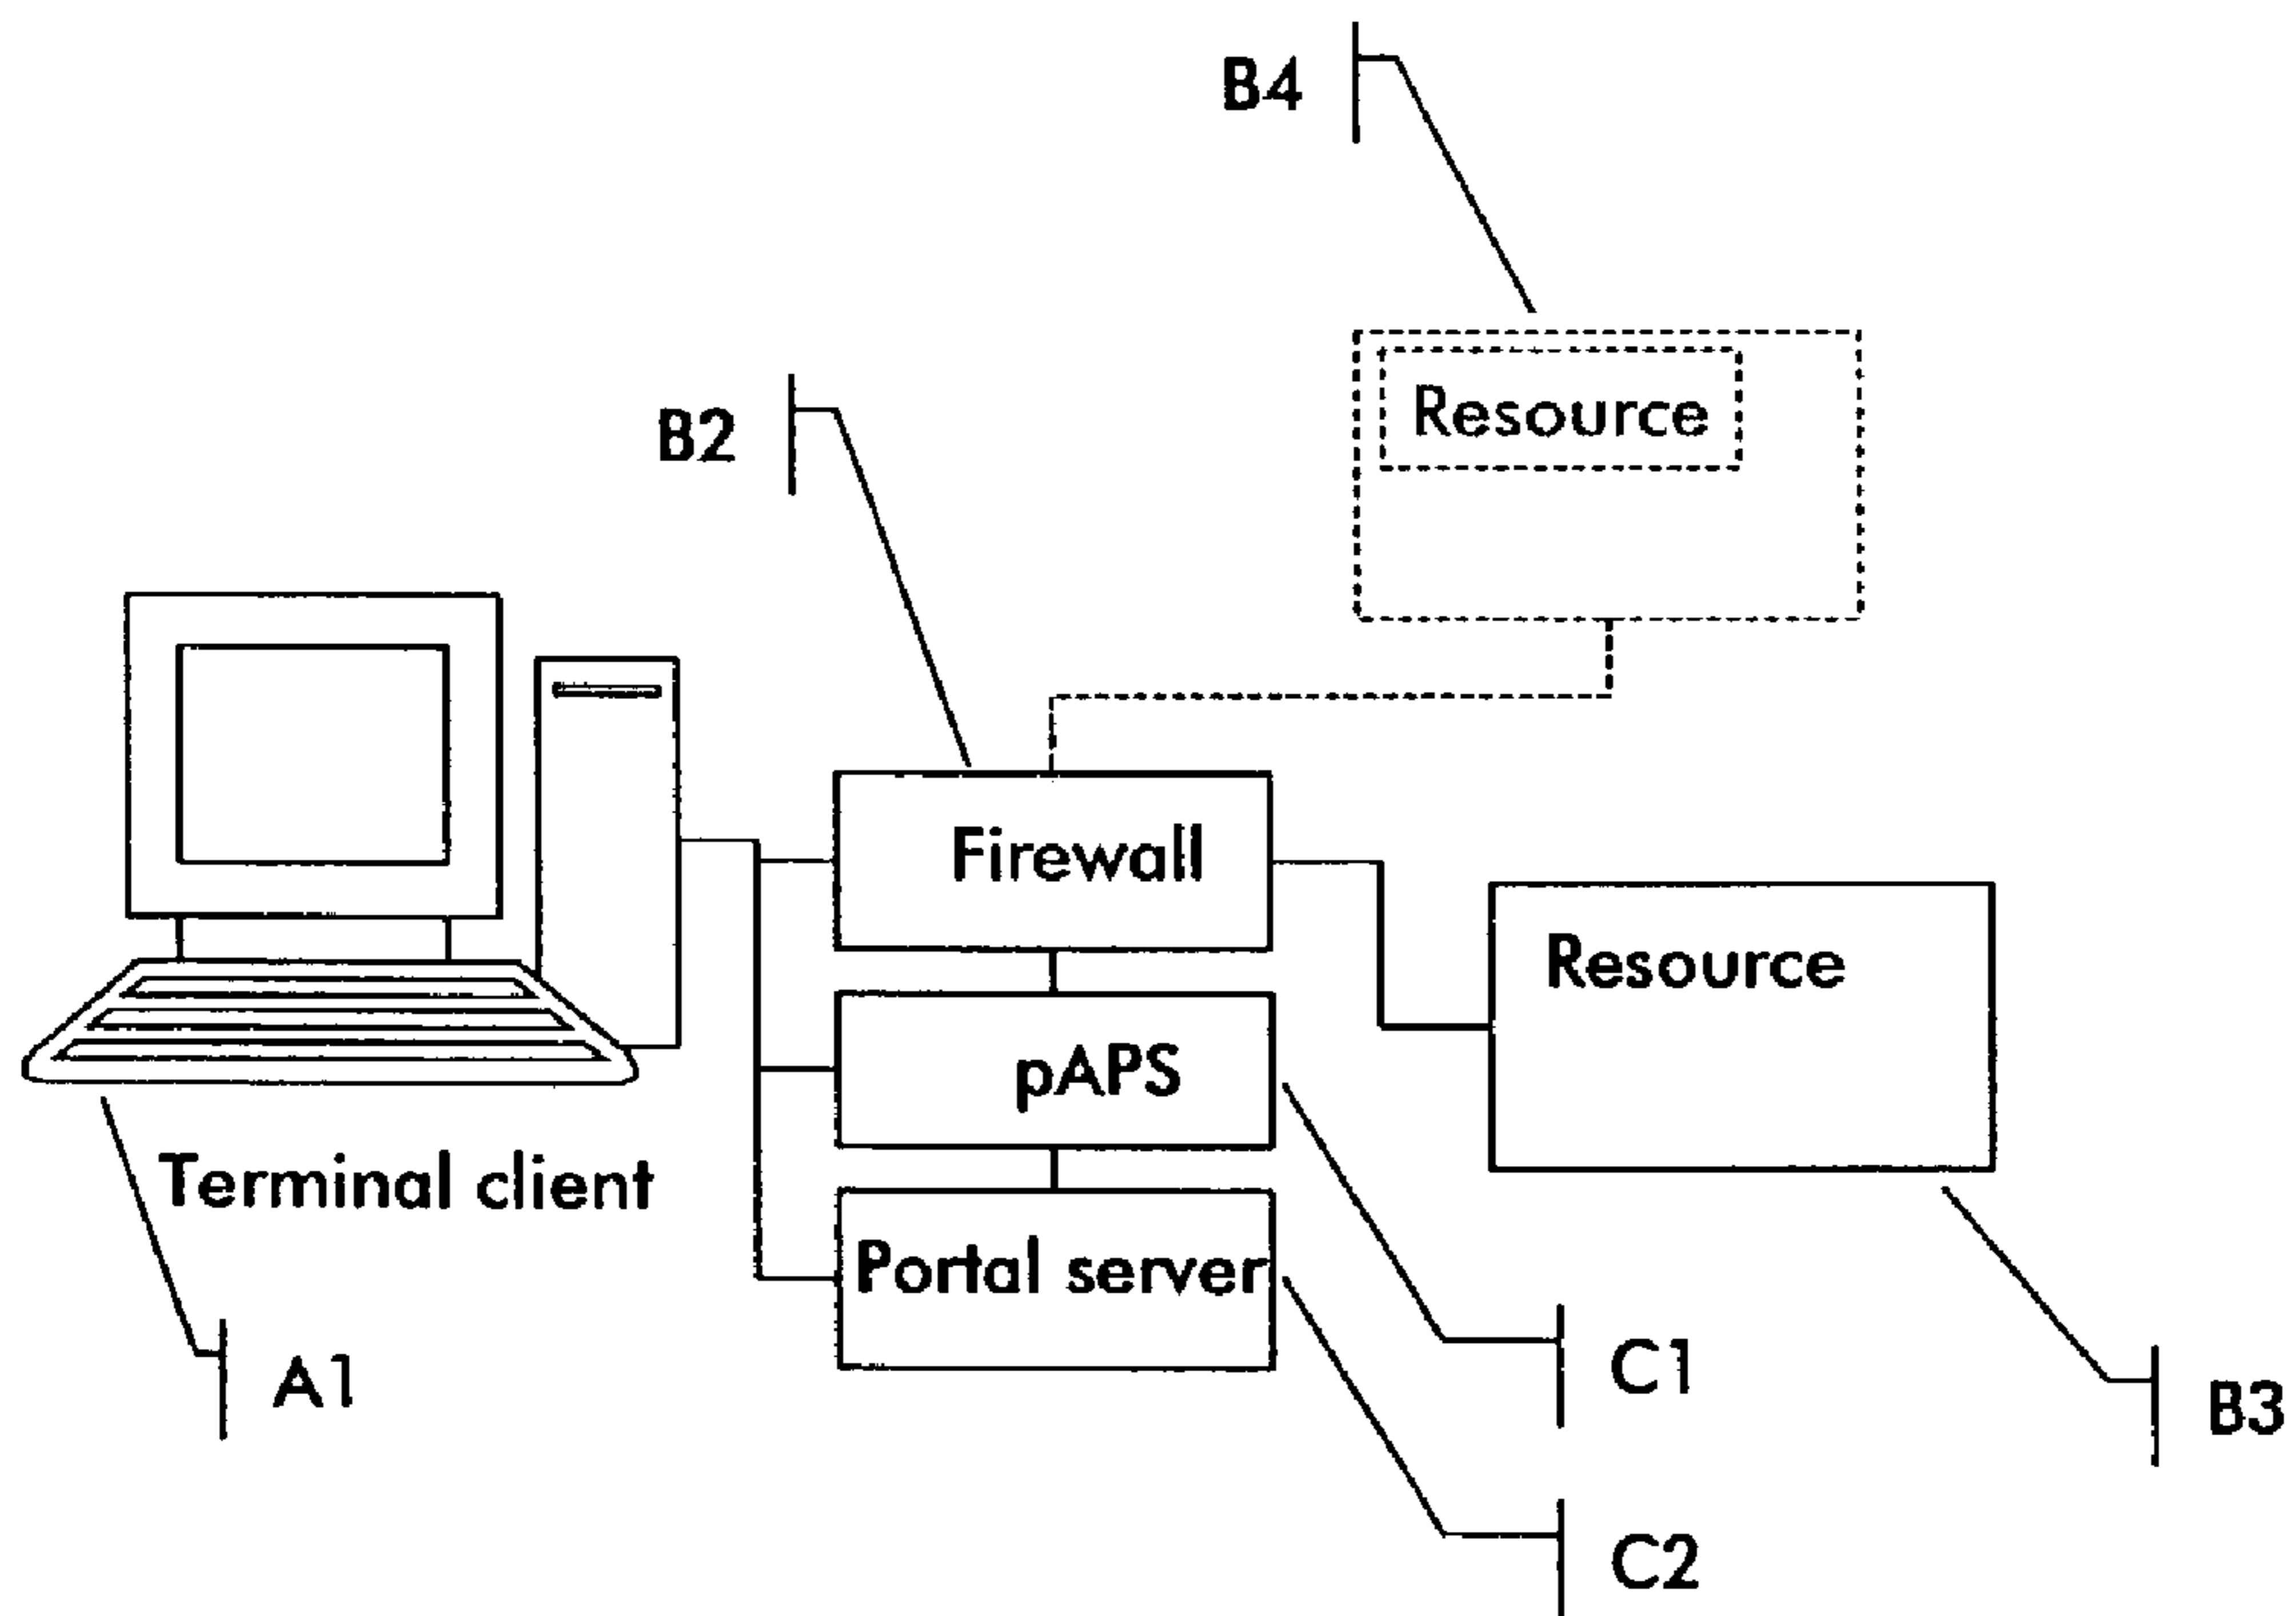 B4
Resource
B2
Firewall
Resource
pAPS
Terminal client
Portal server
A1
C1
B3
C2